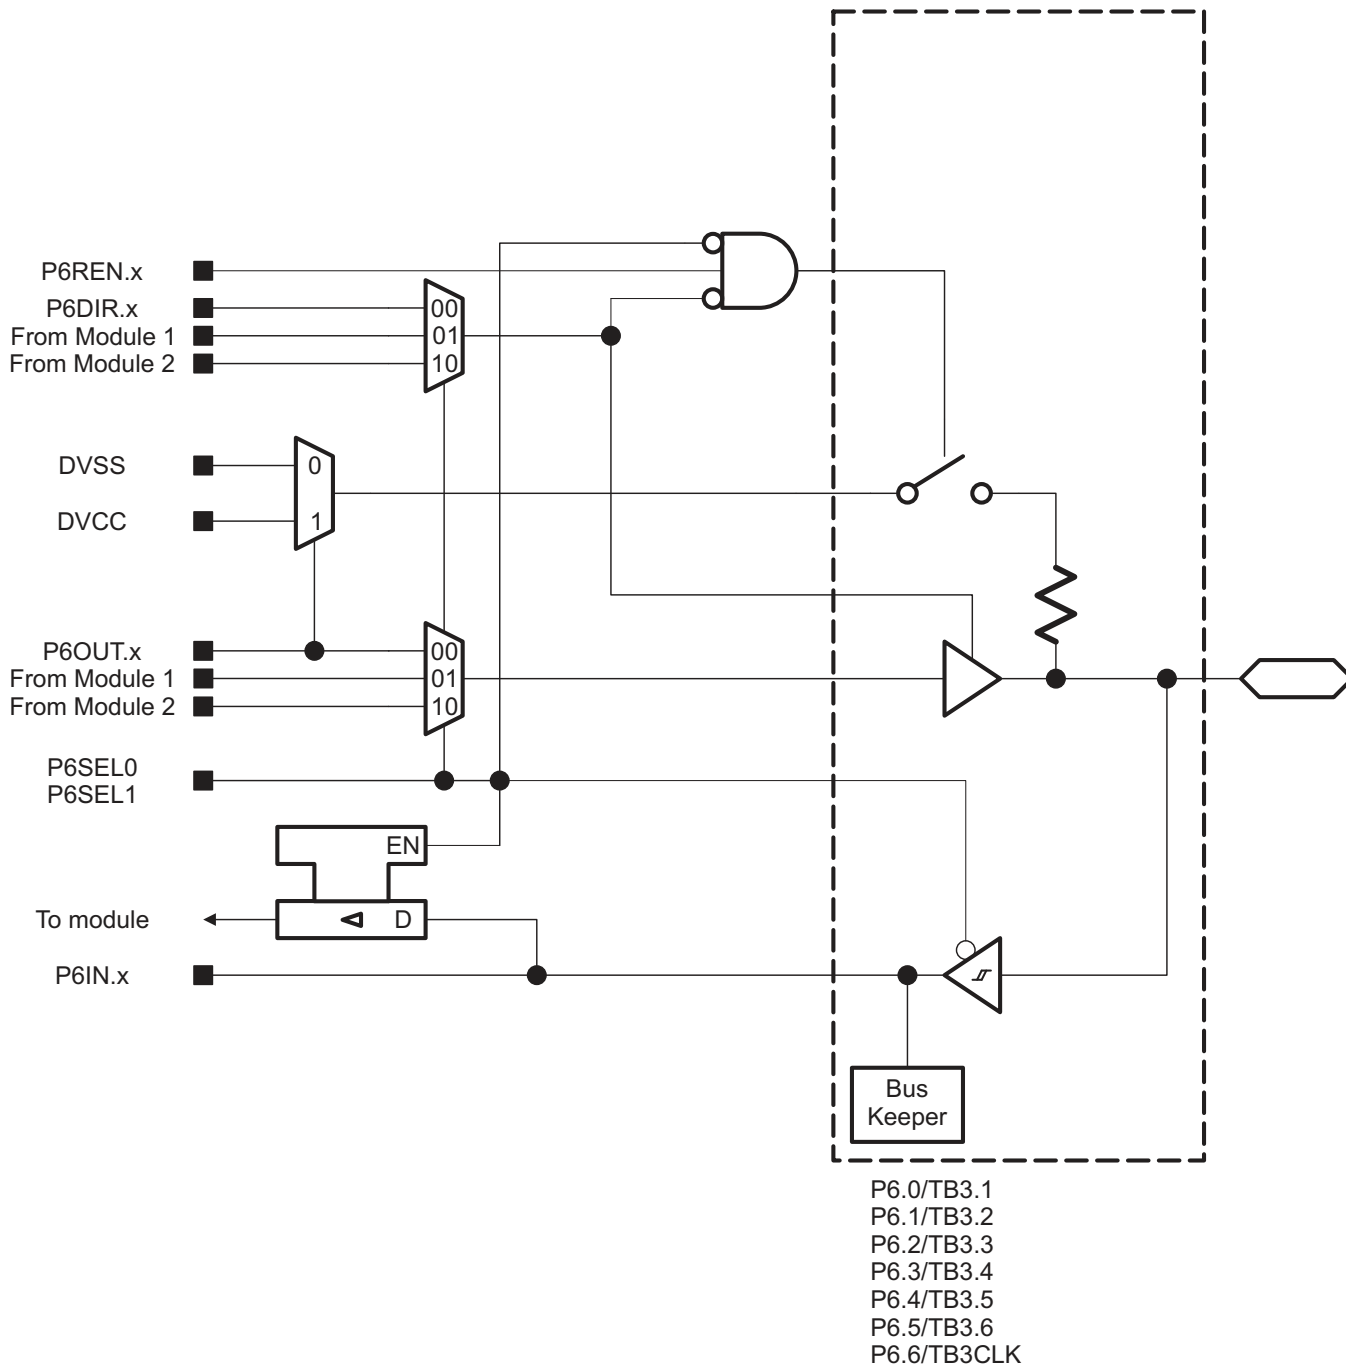 P6REN.x
P6DIR.x
From Module 1
From Module 2
00
01
10
DVSS
DVCC
0
1
P6OUT.x
From Module 1
From Module 2
00
01
10
P6SEL0
P6SEL1
EN
To module
D
P6IN.x
Bus
Keeper
P6.0/TB3.1
P6.1/TB3.2
P6.2/TB3.3
P6.3/TB3.4
P6.4/TB3.5
P6.5/TB3.6
P6.6/TB3CLK